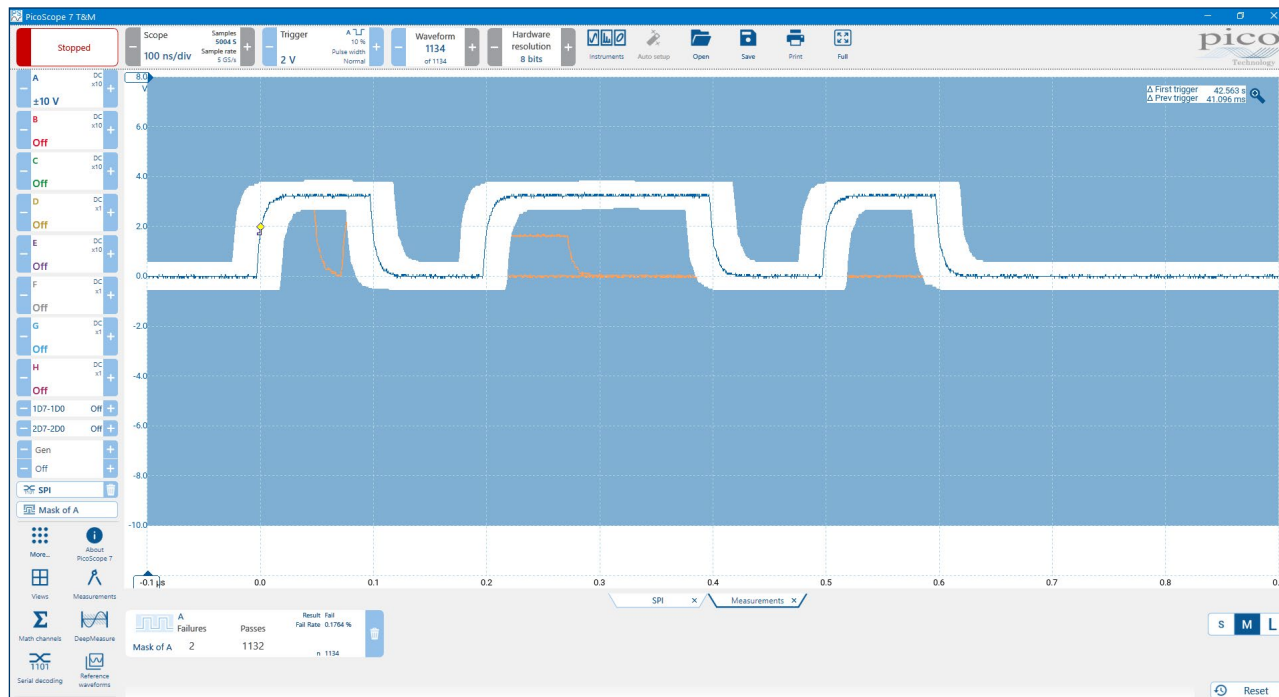 PicoScope 7 T&M
Stopped
Scope
100 ns/div
Samples
5004 S
Sample rate
5 GS/s
Trigger
2 V
A
10 %
Pulse width
Normal
Waveform
1134
of 1134
Hardware
resolution
8 bits
Instruments
Auto setup
Open
Save
Print
Full
pico
Technology
A
DC
x10
±10 V
B
DC
x10
Off
C
DC
x10
Off
D
DC
x1
Off
E
DC
x10
Off
F
DC
x1
Off
G
DC
x1
Off
H
DC
x1
Off
1D7-1D0 Off
2D7-2D0 Off
Gen
Off
SPI
Mask of A
More...
About
PicoScope 7
Views
Measurements
Math channels
DeepMeasure
1101
Serial decoding
Reference
waveforms
8.0
V
6.0
4.0
2.0
0.0
-2.0
-4.0
-6.0
-8.0
-10.0
Δ First trigger 42.563 s
Δ Prev trigger 41.096 ms
-0.1 µs 0.0 0.1 0.2 0.3 0.4 0.5 0.6 0.7 0.8
SPI ×
Measurements ×
A
Failures Passes
Mask of A 2 1132
Result Fail
Fail Rate 0.1764 %
n 1134
S M L
Reset